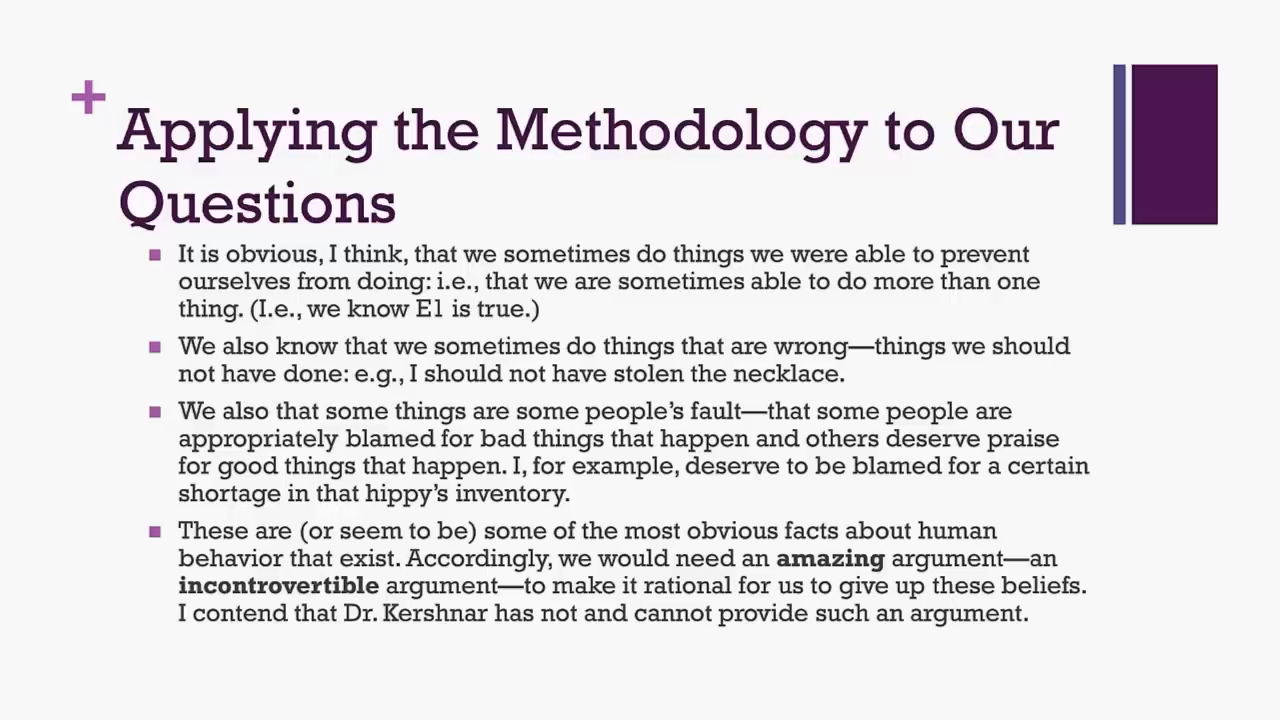 +
Applying the Methodology to Our
Questions
It is obvious, I think, that we sometimes do things we were able to prevent
ourselves from doing: i.e., that we are sometimes able to do more than one
thing. (I.e., we know E1 is true.)
We also know that we sometimes do things that are wrong—things we should
not have done: e.g., I should not have stolen the necklace.
We also that some things are some people's fault—that some people are
appropriately blamed for bad things that happen and others deserve praise
for good things that happen. I, for example, deserve to be blamed for a certain
shortage in that hippy's inventory.
These are (or seem to be) some of the most obvious facts about human
behavior that exist. Accordingly, we would need an amazing argument—an
incontrovertible argument—to make it rational for us to give up these beliefs.
I contend that Dr. Kershnar has not and cannot provide such an argument.